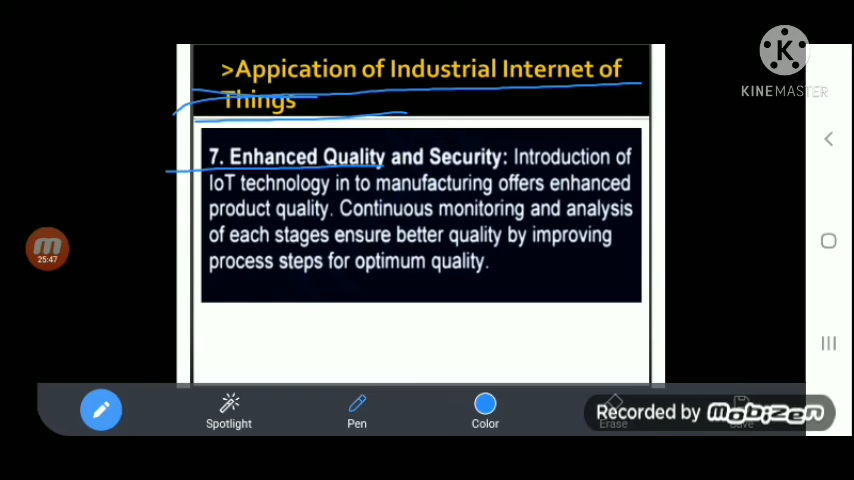 >Appication of Industrial Internet of
Things
KINEMASTER
7. Enhanced Quality and Security: Introduction of
IoT technology in to manufacturing offers enhanced
product quality. Continuous monitoring and analysis
of each stages ensure better quality by improving
process steps for optimum quality.
25:47
Spotlight
Pen
Color
Erase
Save
Recorded by Mobizen